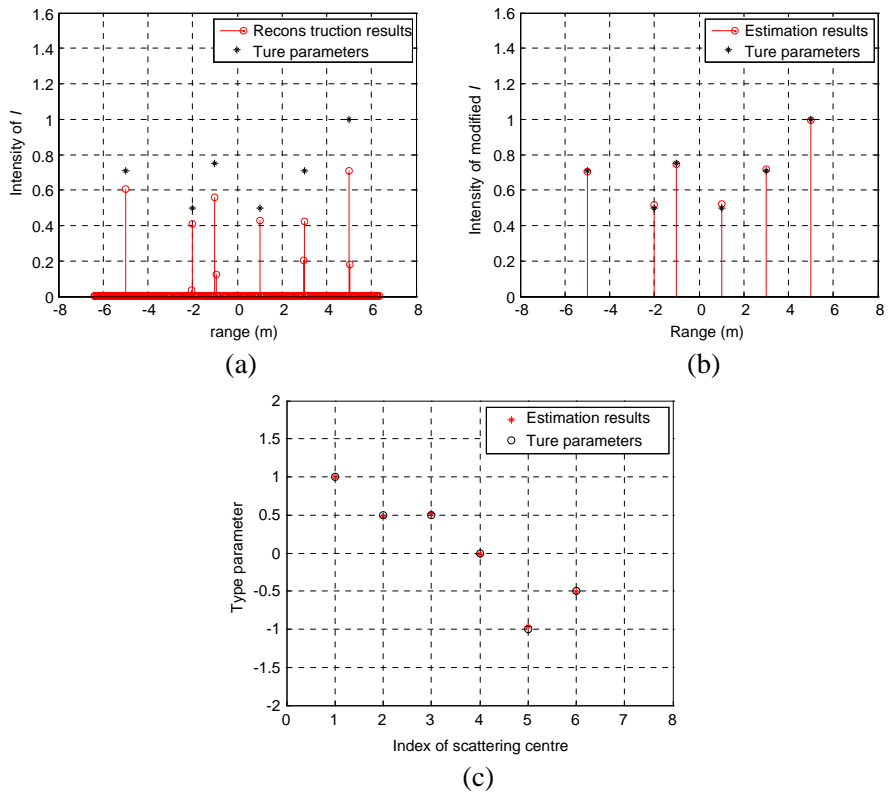 1.6
1.4
1.2
1
0.8
0.6
0.4
0.2
0
-8 -6 -4 -2 0 2 4 6 8
Intensity of I
range (m)
Recons truction results
Ture parameters
(a)
1.6
1.4
1.2
1
0.8
0.6
0.4
0.2
0
-8 -6 -4 -2 0 2 4 6 8
Intensity of modified I
Range (m)
Estimation results
Ture parameters
(b)
2
1.5
1
0.5
0
-0.5
-1
-1.5
-2
0 1 2 3 4 5 6 7 8
Type parameter
Index of scattering centre
Estimation results
Ture parameters
(c)